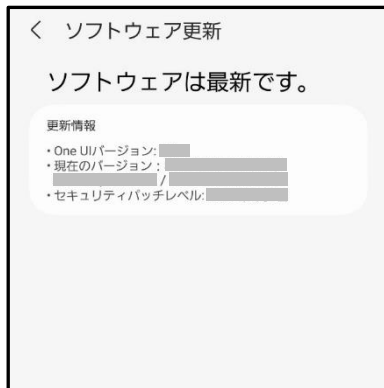 ソフトウェア更新
ソフトウェアは最新です。
更新情報
・One UIバージョン:
・現在のバージョン：
/
・セキュリティパッチレベル: